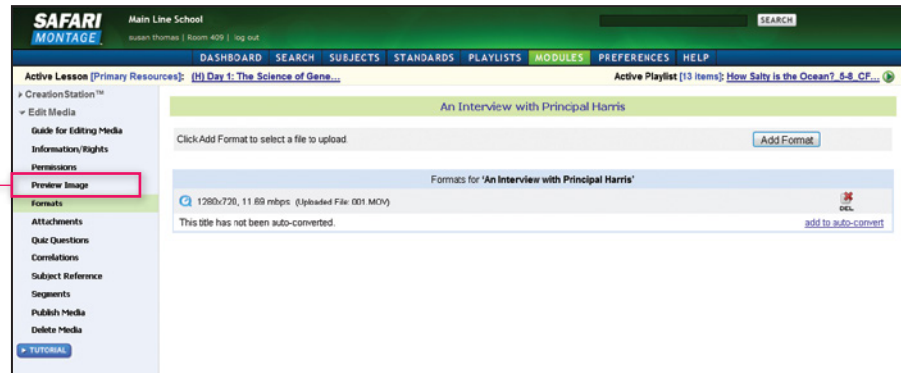 SAFARI
MONTAGE
Main Line School
susan thomas | Room 409 | log out
SEARCH
DASHBOARD SEARCH SUBJECTS STANDARDS PLAYLISTS MODULES PREFERENCES HELP
Active Lesson [Primary Resources]: (H) Day 1: The Science of Gene...
Active Playlist [13 items]: How Salty is the Ocean?_6-8_CF...
CreationStation™
Edit Media
Guide for Editing Media
Information/Rights
Permissions
Preview Image
Formats
Attachments
Quiz Questions
Correlations
Subject Reference
Segments
Publish Media
Delete Media
TUTORIAL
An Interview with Principal Harris
Click Add Format to select a file to upload.
Add Format
Formats for 'An Interview with Principal Harris'
1280x720, 11.69 mbps (Uploaded File: 001.MOV)
DEL
This title has not been auto-converted.
add to auto-convert